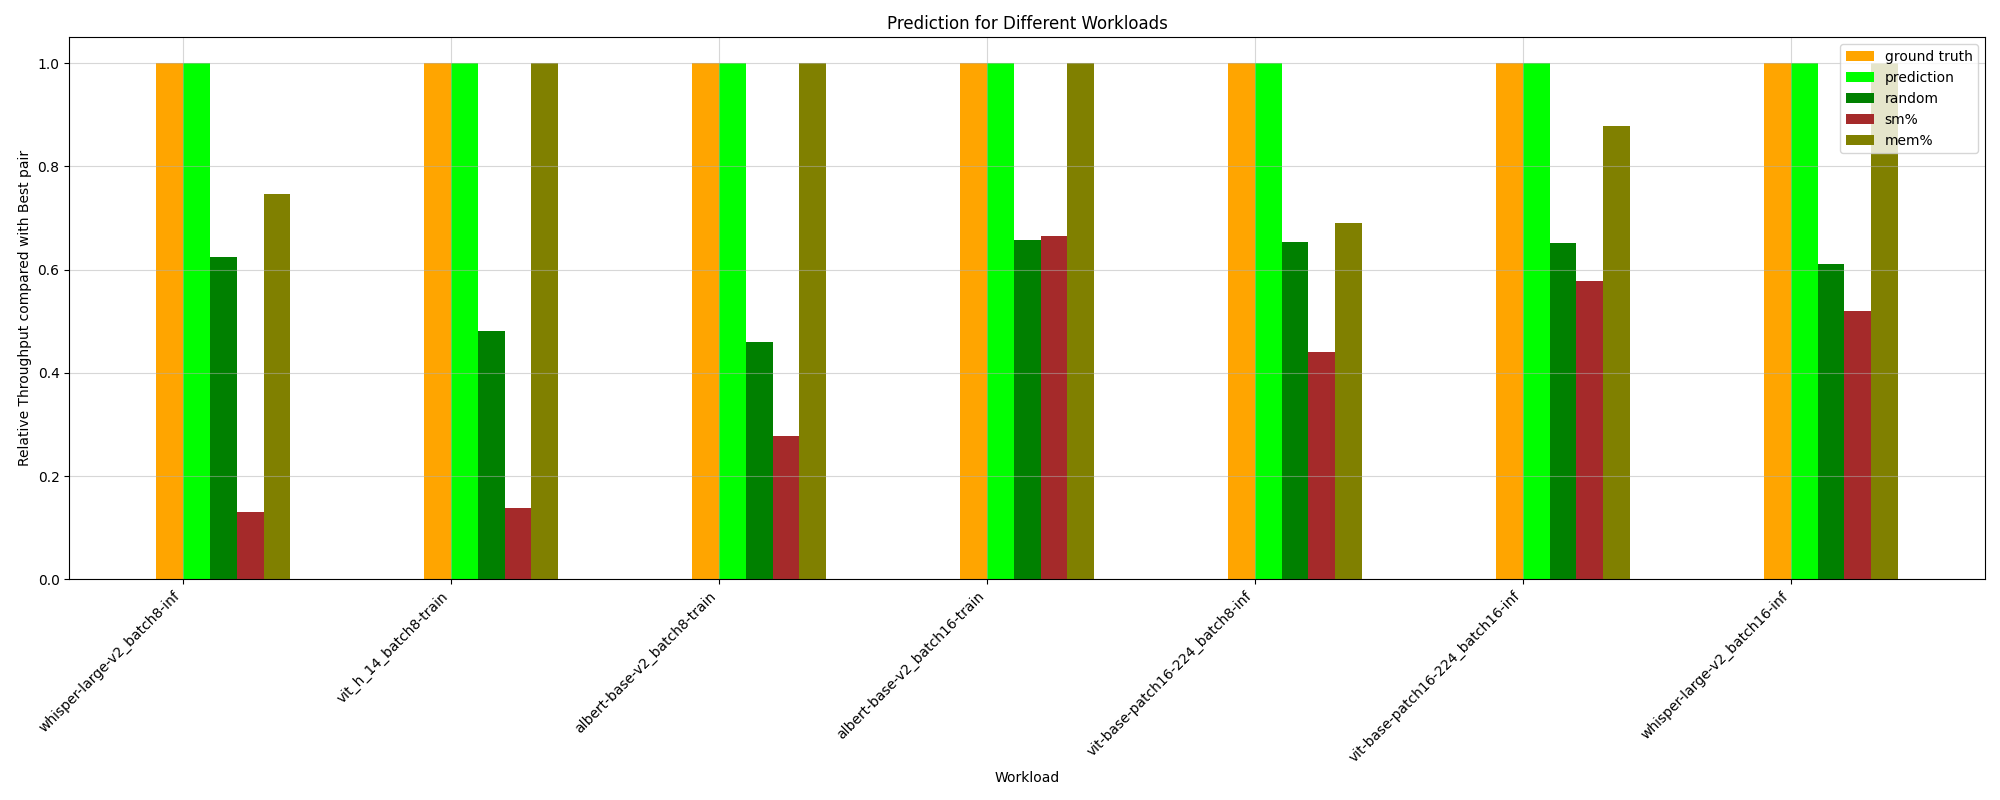 Prediction for Different Workloads
Relative Throughput compared with Best pair
1.0
0.8
0.6
0.4
0.2
0.0
ground truth
prediction
random
sm%
mem%
whisper-large-v2_batch8-inf
vit_h_14_batch8-train
albert-base-v2_batch8-train
albert-base-v2_batch16-train
vit-base-patch16-224_batch8-inf
vit-base-patch16-224_batch16-inf
whisper-large-v2_batch16-inf
Workload